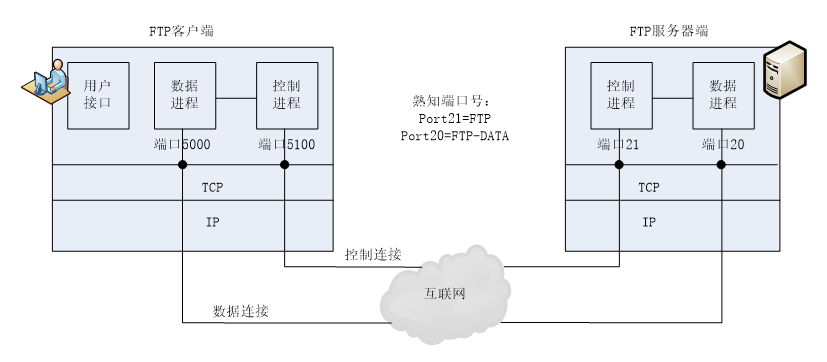 FTP客户端
FTP服务器端
用户
接口
数据
进程
控制
进程
熟知端口号：
Port21=FTP
Port20=FTP-DATA
控制
进程
数据
进程
端口5000
端口5100
端口21
端口20
TCP
TCP
IP
IP
控制连接
互联网
数据连接